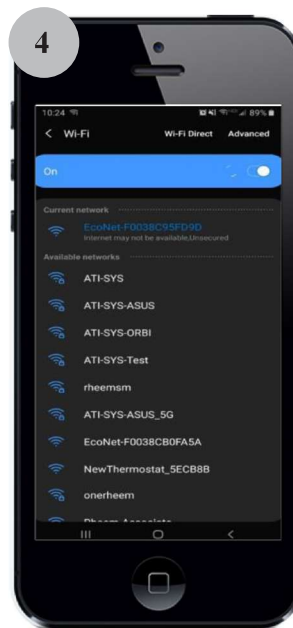 4
10:24 89%
< Wi-Fi Wi-Fi Direct Advanced
On
Current network
EcoNet-F0038C95FD9D
Internet may not be available,Unsecured
Available networks
ATI-SYS
ATI-SYS-ASUS
ATI-SYS-ORBI
ATI-SYS-Test
rheemsm
ATI-SYS-ASUS_5G
EcoNet-F0038CB0FA5A
NewThermostat_5ECB8B
onerheem
Rheem-Associate